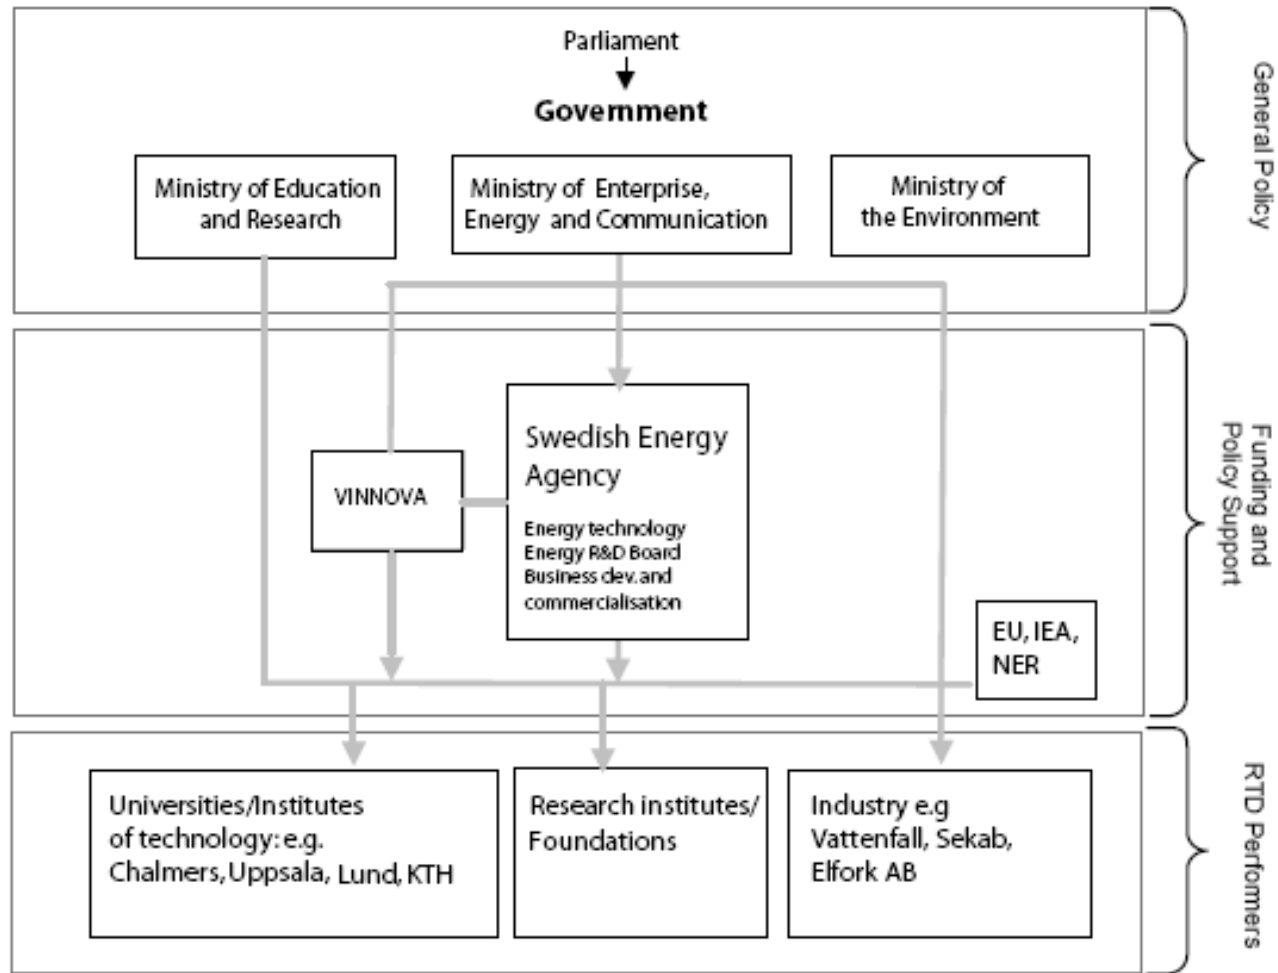 Parliament
Government
General Policy
Ministry of Education
and Research
Ministry of Enterprise,
Energy and Communication
Ministry of
the Environment
Funding and
Policy Support
Swedish Energy
Agency
Energy technology
Energy R&D Board
Business dev. and
commercialisation
VINNOVA
EU, IEA,
NER
RTD Performers
Universities/Institutes
of technology: e.g.
Chalmers, Uppsala, Lund, KTH
Research institutes/
Foundations
Industry e.g
Vattenfall, Sekab,
Elfork AB